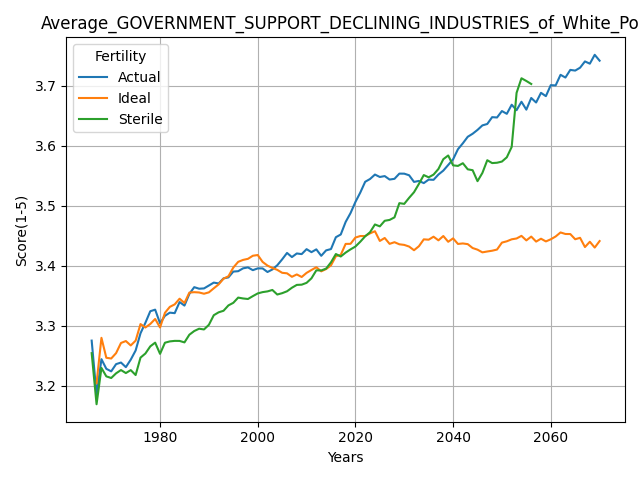 Average_GOVERNMENT_SUPPORT_DECLINING_INDUSTRIES_of_White_Po
Fertility
Actual
Ideal
Sterile
Score(1-5)
3.7
3.6
3.5
3.4
3.3
3.2
1980 2000 2020 2040 2060
Years